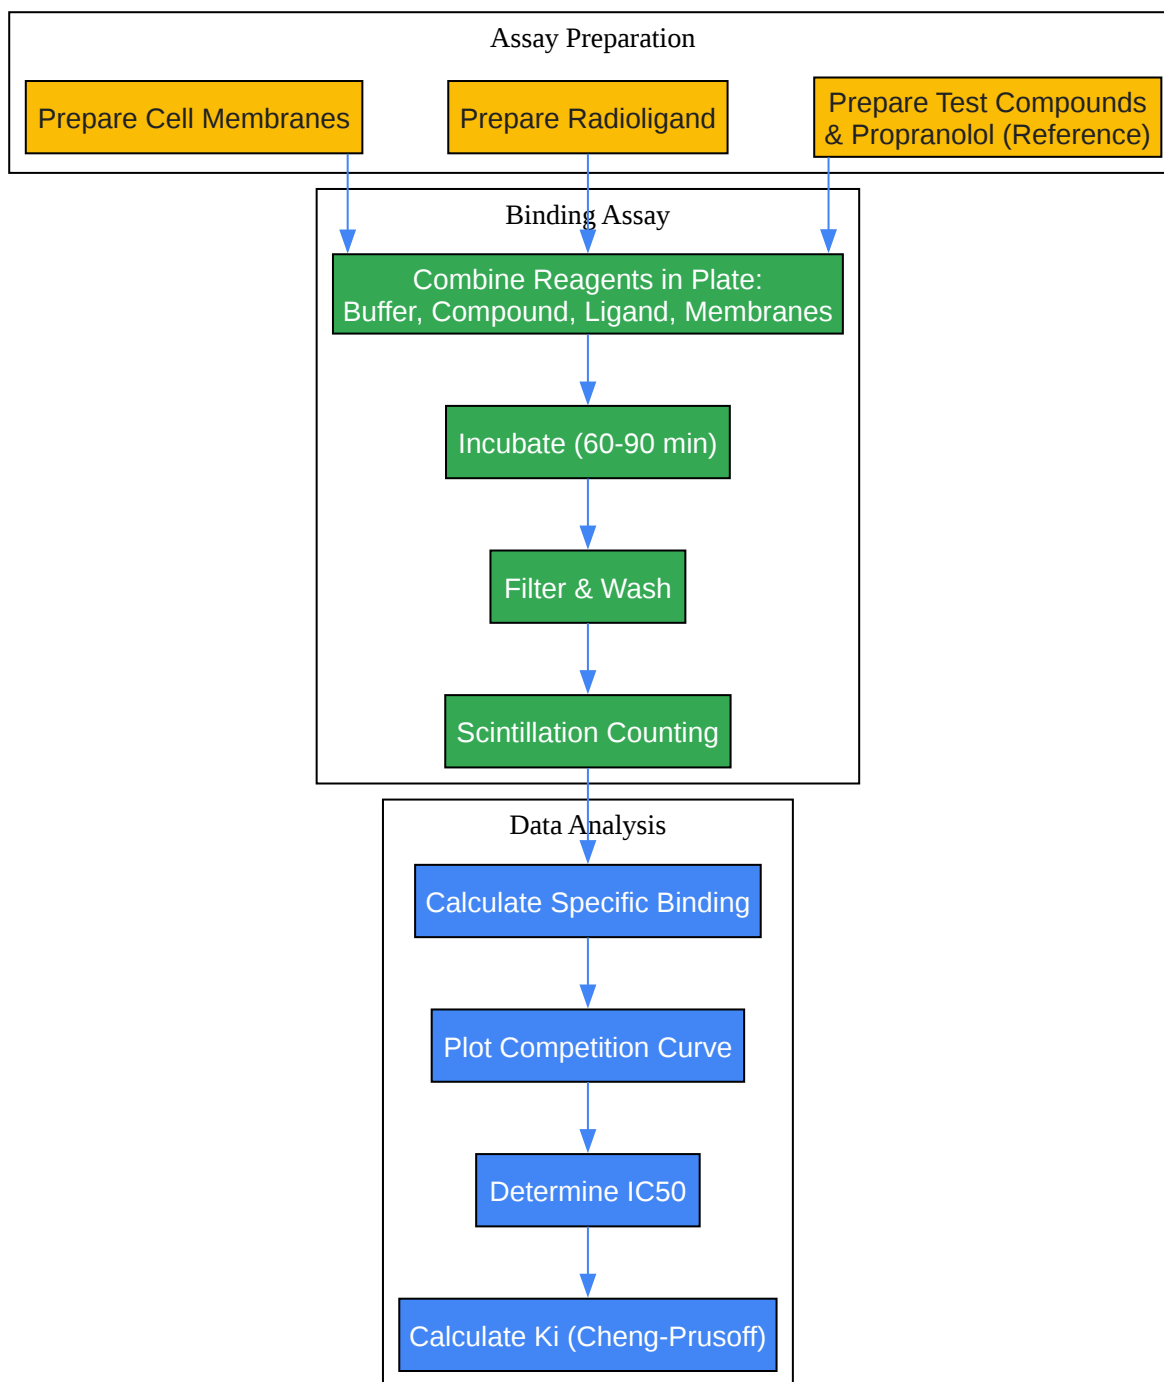 Assay Preparation
Prepare Cell Membranes
Prepare Radioligand
Prepare Test Compounds
& Propranolol (Reference)
Binding Assay
Combine Reagents in Plate:
Buffer, Compound, Ligand, Membranes
Incubate (60-90 min)
Filter & Wash
Scintillation Counting
Data Analysis
Calculate Specific Binding
Plot Competition Curve
Determine IC50
Calculate Ki (Cheng-Prusoff)